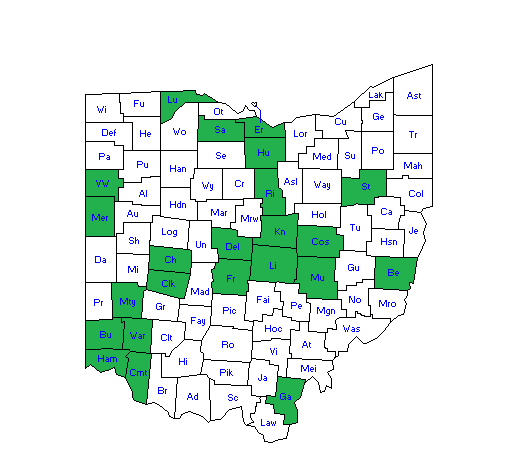 Lak Ast
Lu
Wi Fu Ot Ge
Def He Wo Sa Er Lor Cu Tr
Pa Pu Han Se Hu Med Su Po Mah
VW Al Wy Cr Ri Asl Way St Col
Mer Au Hdn Mar Mrw Hol Ca
Sh Log Un Del Kn Cos Tu Hsn Je
Da Mi Ch Li Gu Be
Clk Mad Fr Mu
Pr Mty Gr Pic Fai Pe Mgn No Mro
Bu War Clt Fay Ro Hoc At Was
Ham Cmt Hi Pik Vi Mei
Br Ad Sc Ja Ga
Law